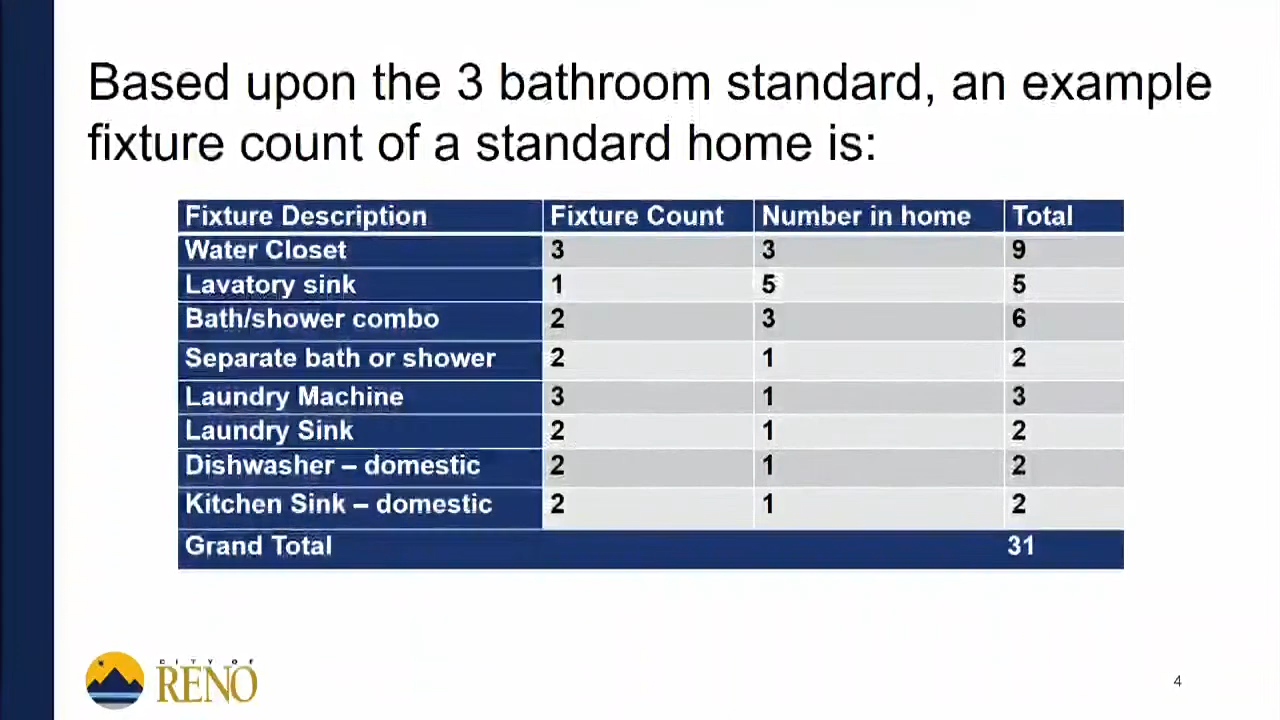 Based upon the 3 bathroom standard, an example
fixture count of a standard home is:
Fixture Description Fixture Count Number in home Total
Water Closet 3 3 9
Lavatory sink 1 5 5
Bath/shower combo 2 3 6
Separate bath or shower 2 1 2
Laundry Machine 3 1 3
Laundry Sink 2 1 2
Dishwasher – domestic 2 1 2
Kitchen Sink – domestic 2 1 2
Grand Total 31
CITY OF
RENO
4